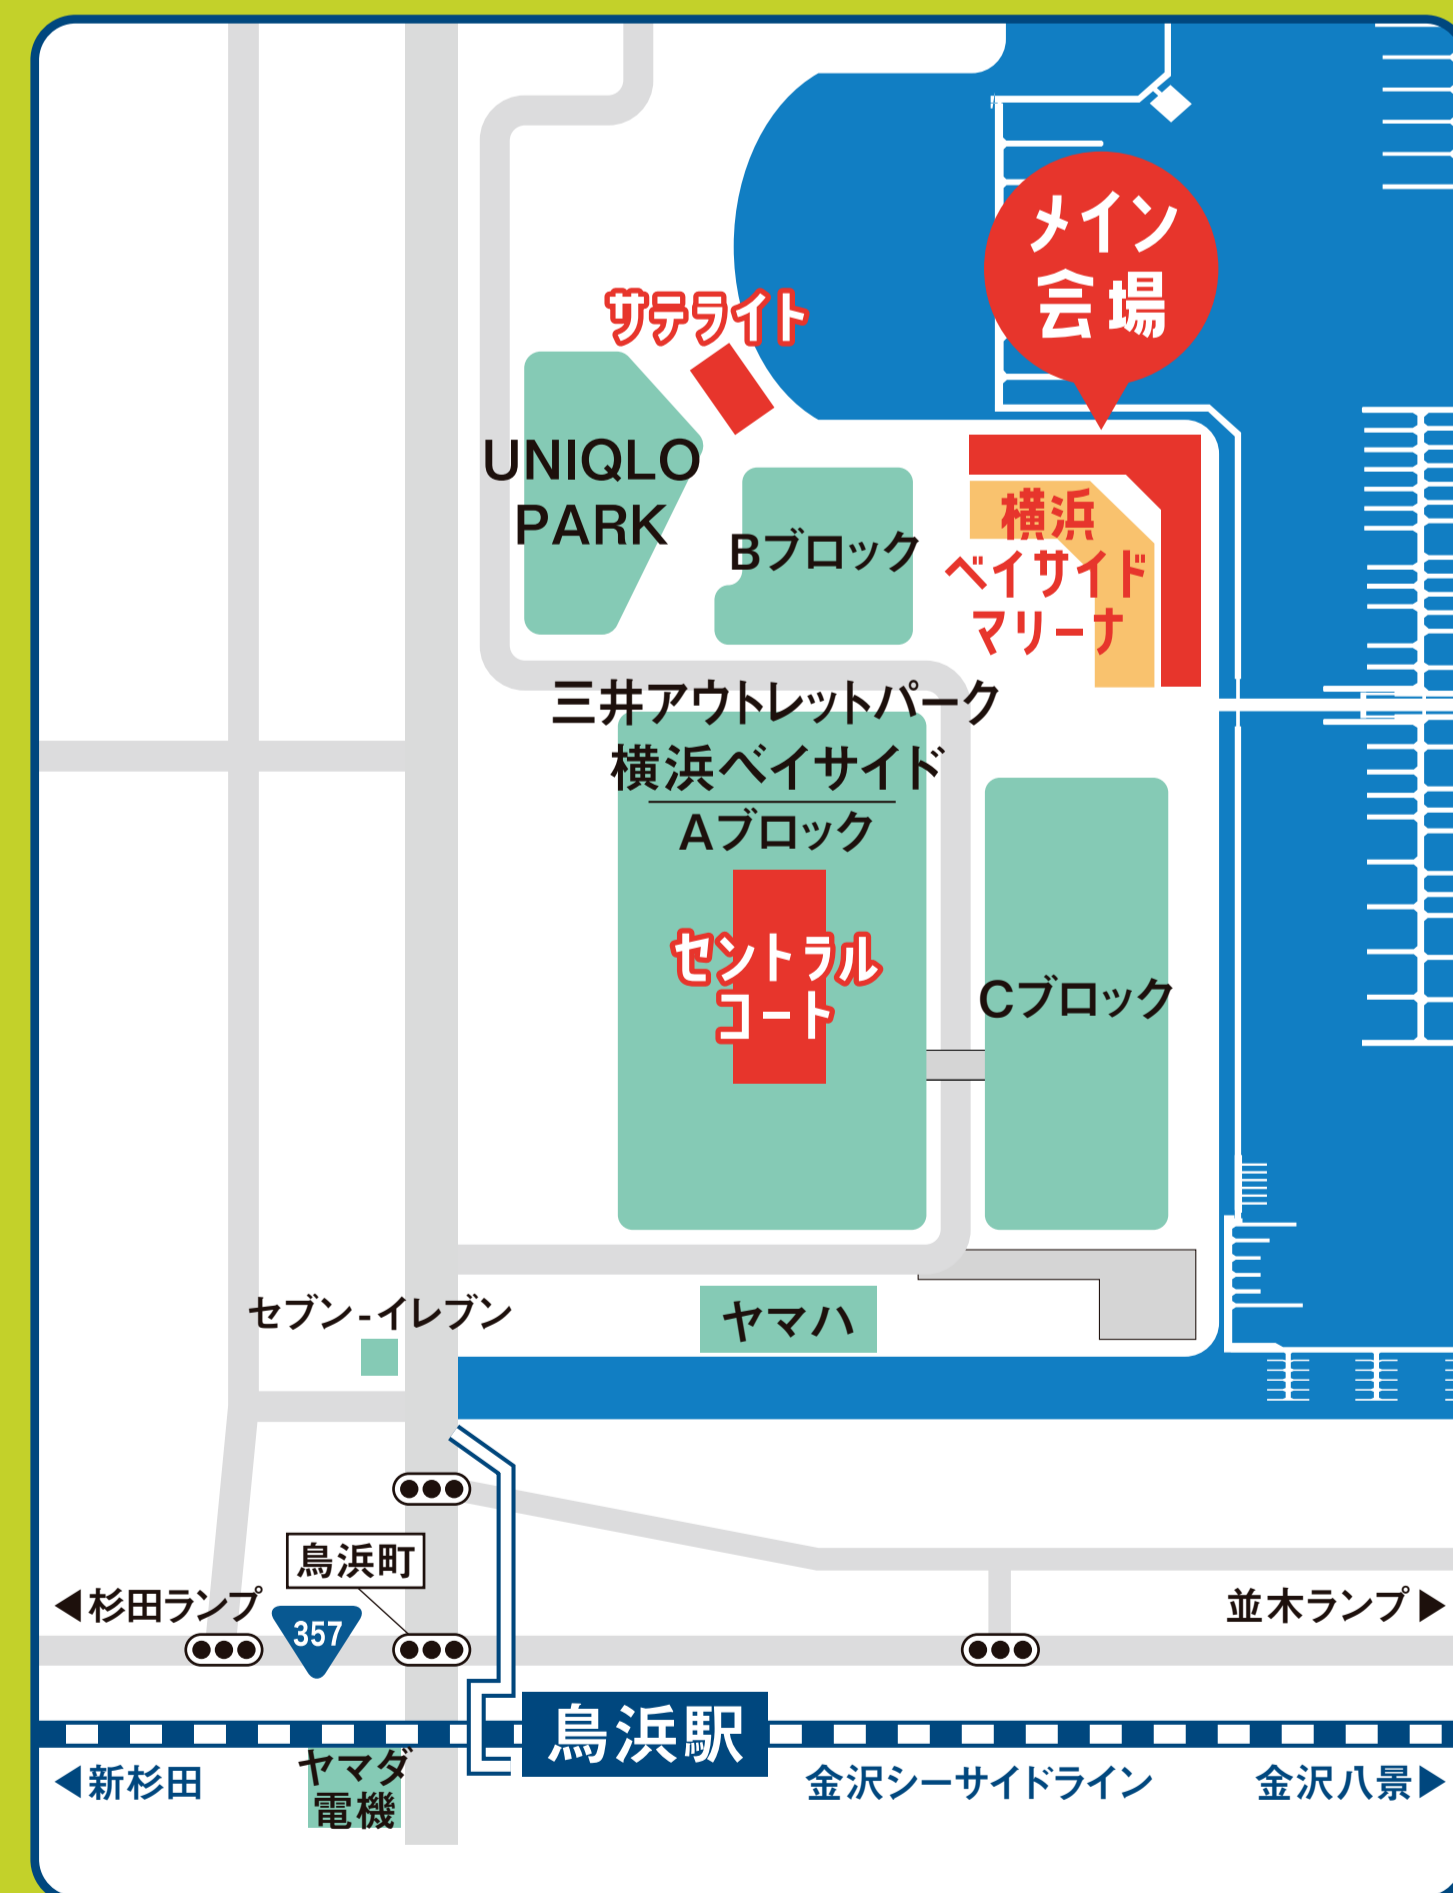 メイン
会場
サテライト
UNIQLO
PARK
Bブロック
横浜
ベイサイド
マリーナ
三井アウトレットパーク
横浜ベイサイド
Aブロック
セントラル
コート
Cブロック
セブン-イレブン
ヤマハ
鳥浜町
◀杉田ランプ
357
並木ランプ▶
鳥浜駅
◀新杉田
ヤマダ
電機
金沢シーサイドライン
金沢八景▶